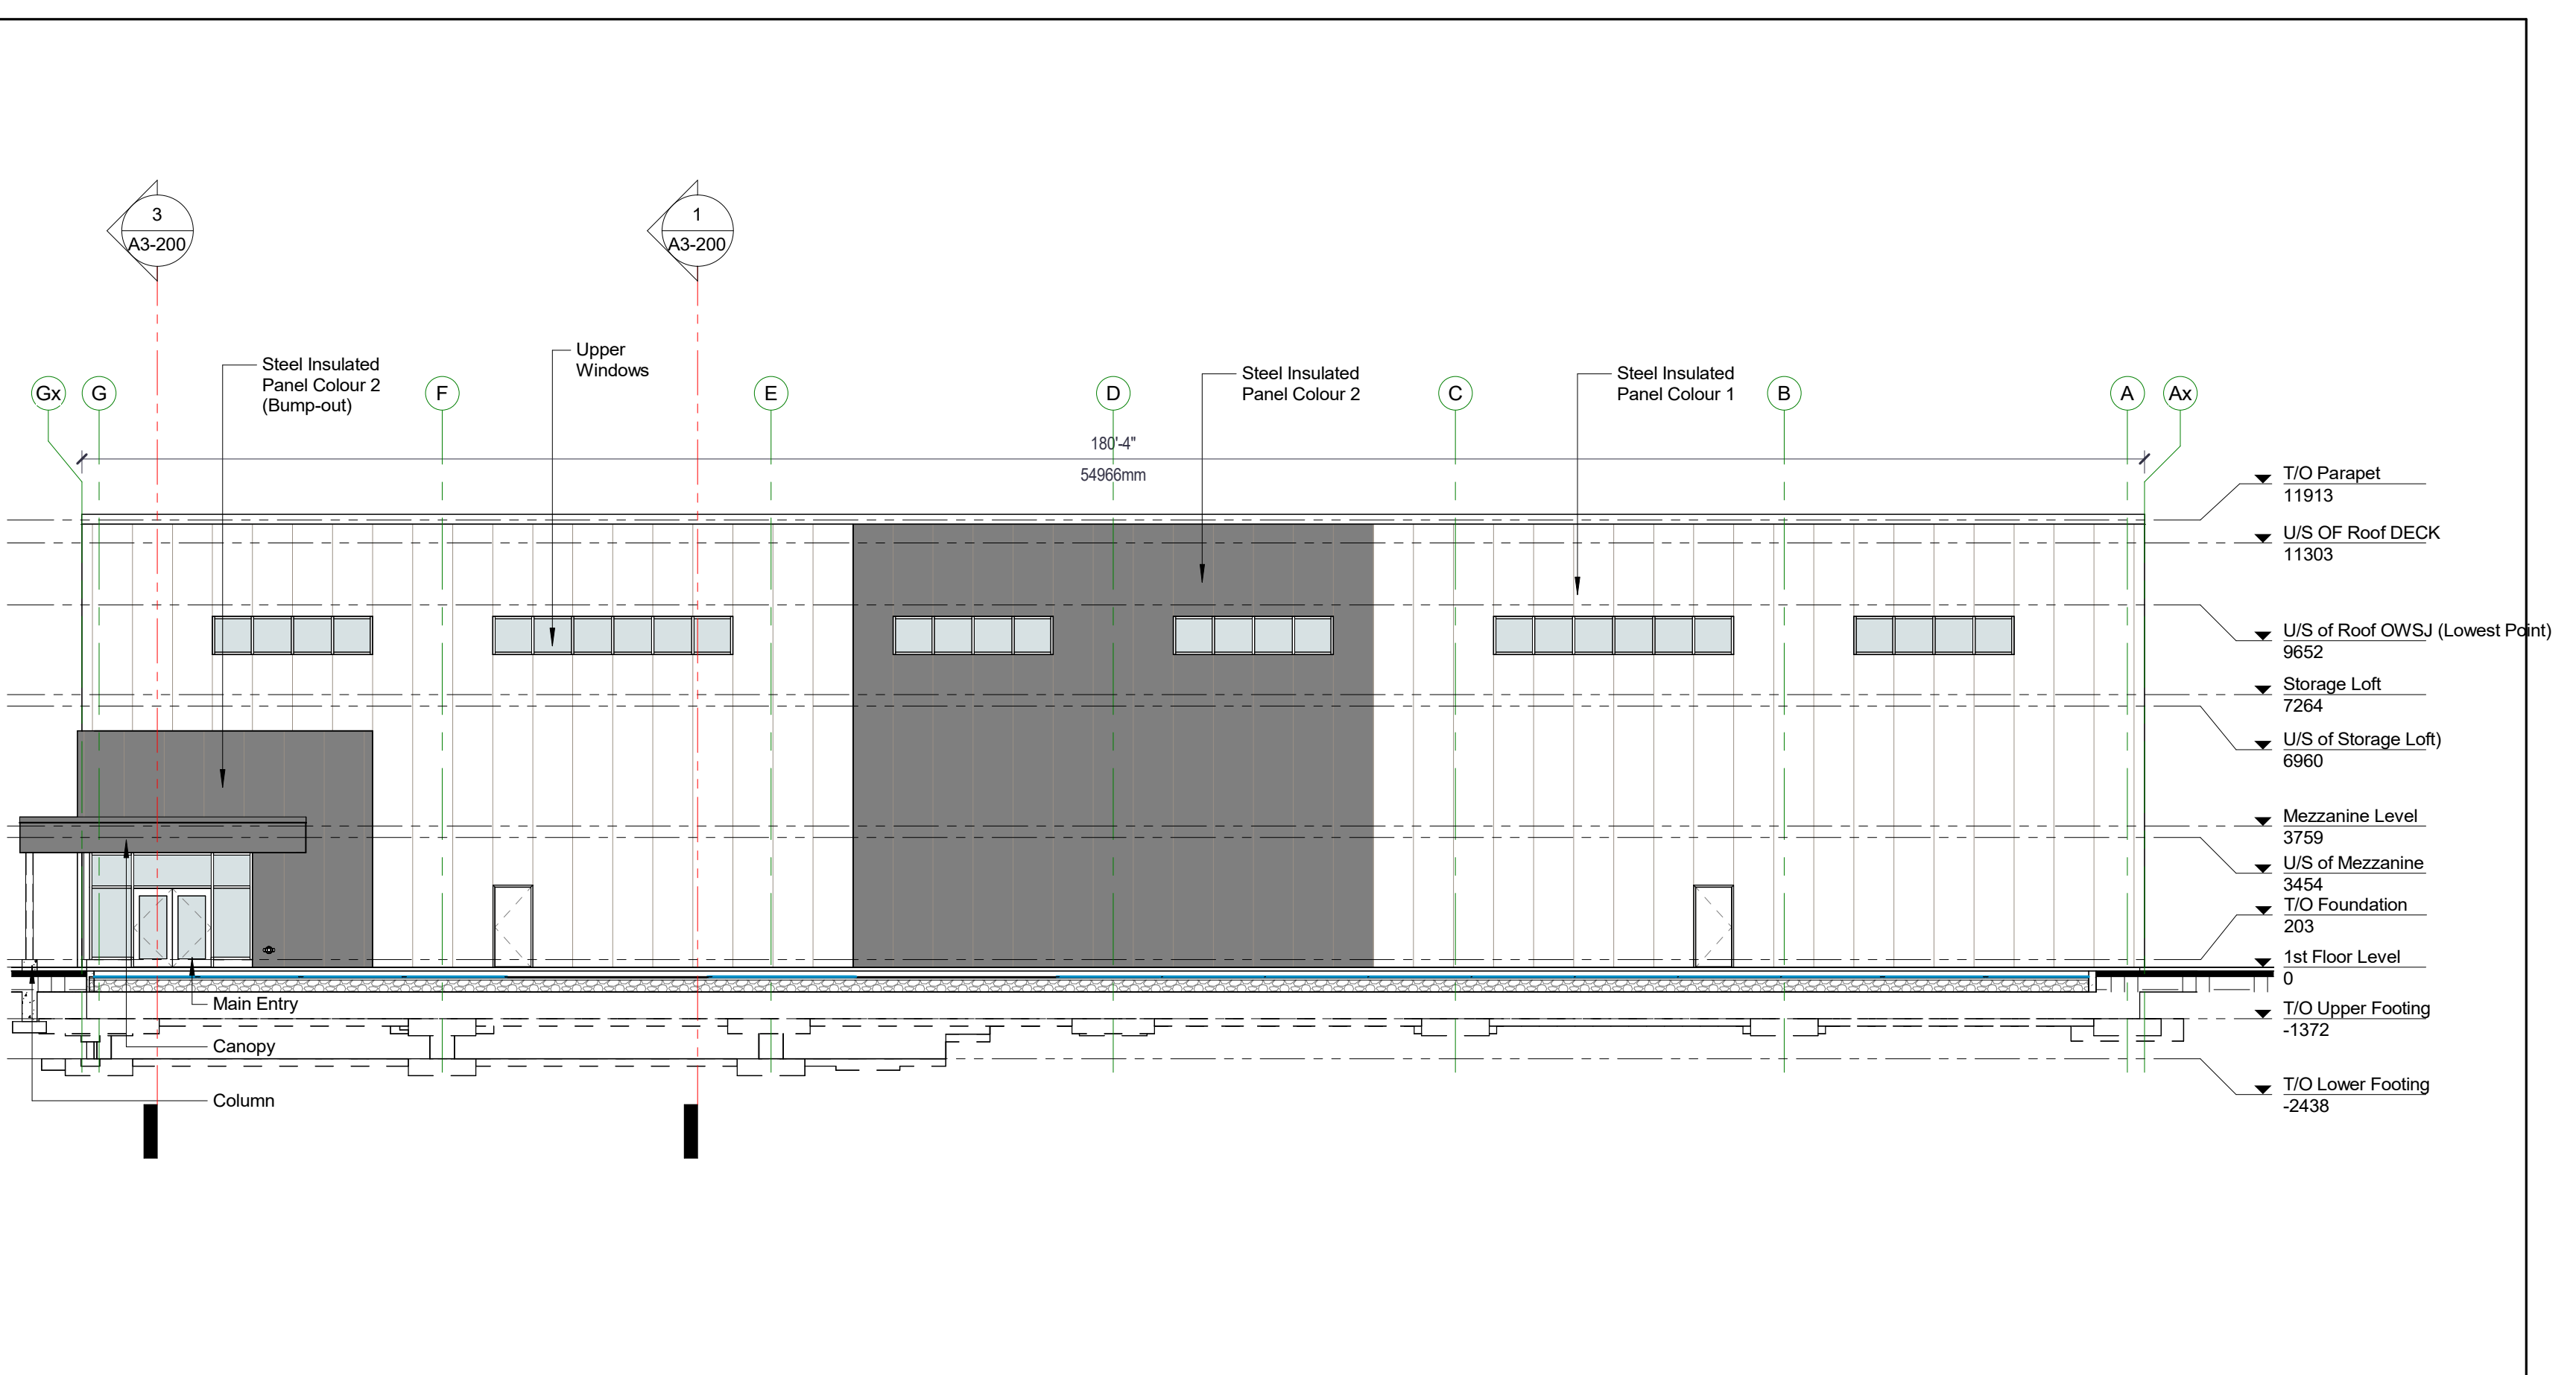 3
A3-200
1
A3-200
Upper
Windows
Steel Insulated
Panel Colour 2
(Bump-out)
Steel Insulated
Panel Colour 2
Steel Insulated
Panel Colour 1
Gx
G
F
E
D
C
B
A
Ax
180'-4"
54966mm
T/O Parapet
11913
U/S OF Roof DECK
11303
U/S of Roof OWSJ (Lowest Point)
9652
Storage Loft
7264
U/S of Storage Loft)
6960
Mezzanine Level
3759
U/S of Mezzanine
3454
T/O Foundation
203
1st Floor Level
0
T/O Upper Footing
-1372
T/O Lower Footing
-2438
Main Entry
Canopy
Column